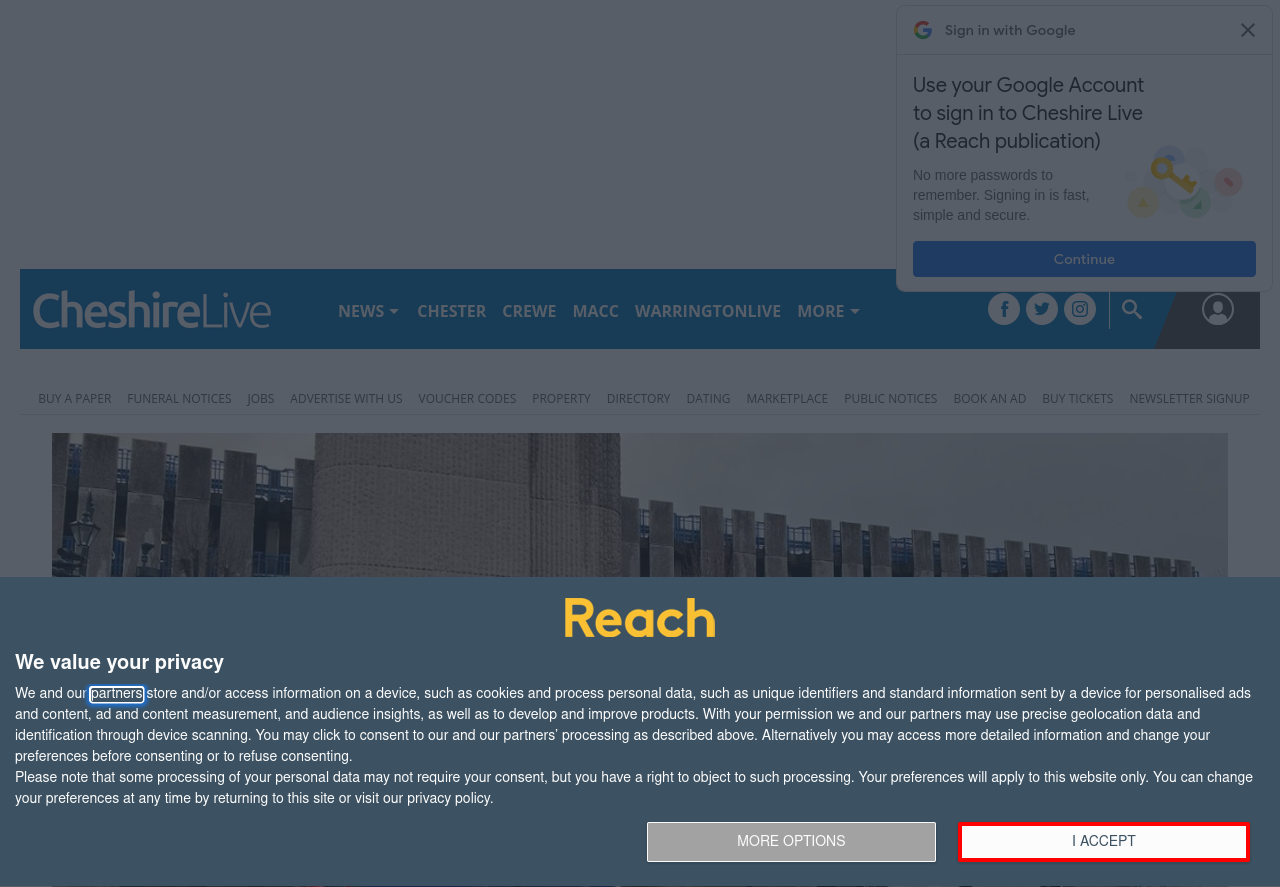 Sign in with Google
Use your Google Account
to sign in to Cheshire Live
(a Reach publication)
No more passwords to
remember. Signing in is fast,
simple and secure.
Continue
CheshireLive
NEWS CHESTER CREWE MACC WARRINGTONLIVE MORE
BUY A PAPER FUNERAL NOTICES JOBS ADVERTISE WITH US VOUCHER CODES PROPERTY DIRECTORY DATING MARKETPLACE PUBLIC NOTICES BOOK AN AD BUY TICKETS NEWSLETTER SIGNUP
Reach
We value your privacy
We and our partners store and/or access information on a device, such as cookies and process personal data, such as unique identifiers and standard information sent by a device for personalised ads
and content, ad and content measurement, and audience insights, as well as to develop and improve products. With your permission we and our partners may use precise geolocation data and
identification through device scanning. You may click to consent to our and our partners’ processing as described above. Alternatively you may access more detailed information and change your
preferences before consenting or to refuse consenting.
Please note that some processing of your personal data may not require your consent, but you have a right to object to such processing. Your preferences will apply to this website only. You can change
your preferences at any time by returning to this site or visit our privacy policy.
MORE OPTIONS
I ACCEPT